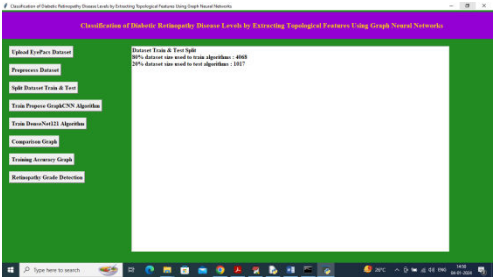 Classification of Diabetic Retinopathy Disease Levels by Extracting Topological Features Using Graph Neural Networks
Classification of Diabetic Retinopathy Disease Levels by Extracting Topological Features Using Graph Neural Networks
Upload EyePacs Dataset
Preprocess Dataset
Split Dataset Train & Test
Train Propose GraphCNN Algorithm
Train DenseNet121 Algorithm
Comparison Graph
Training Accuracy Graph
Retinopathy Grade Detection
Dataset Train & Test Split
80% dataset size used to train algorithms : 4068
20% dataset size used to test algorithms : 1017
Type here to search
20°C
ENG